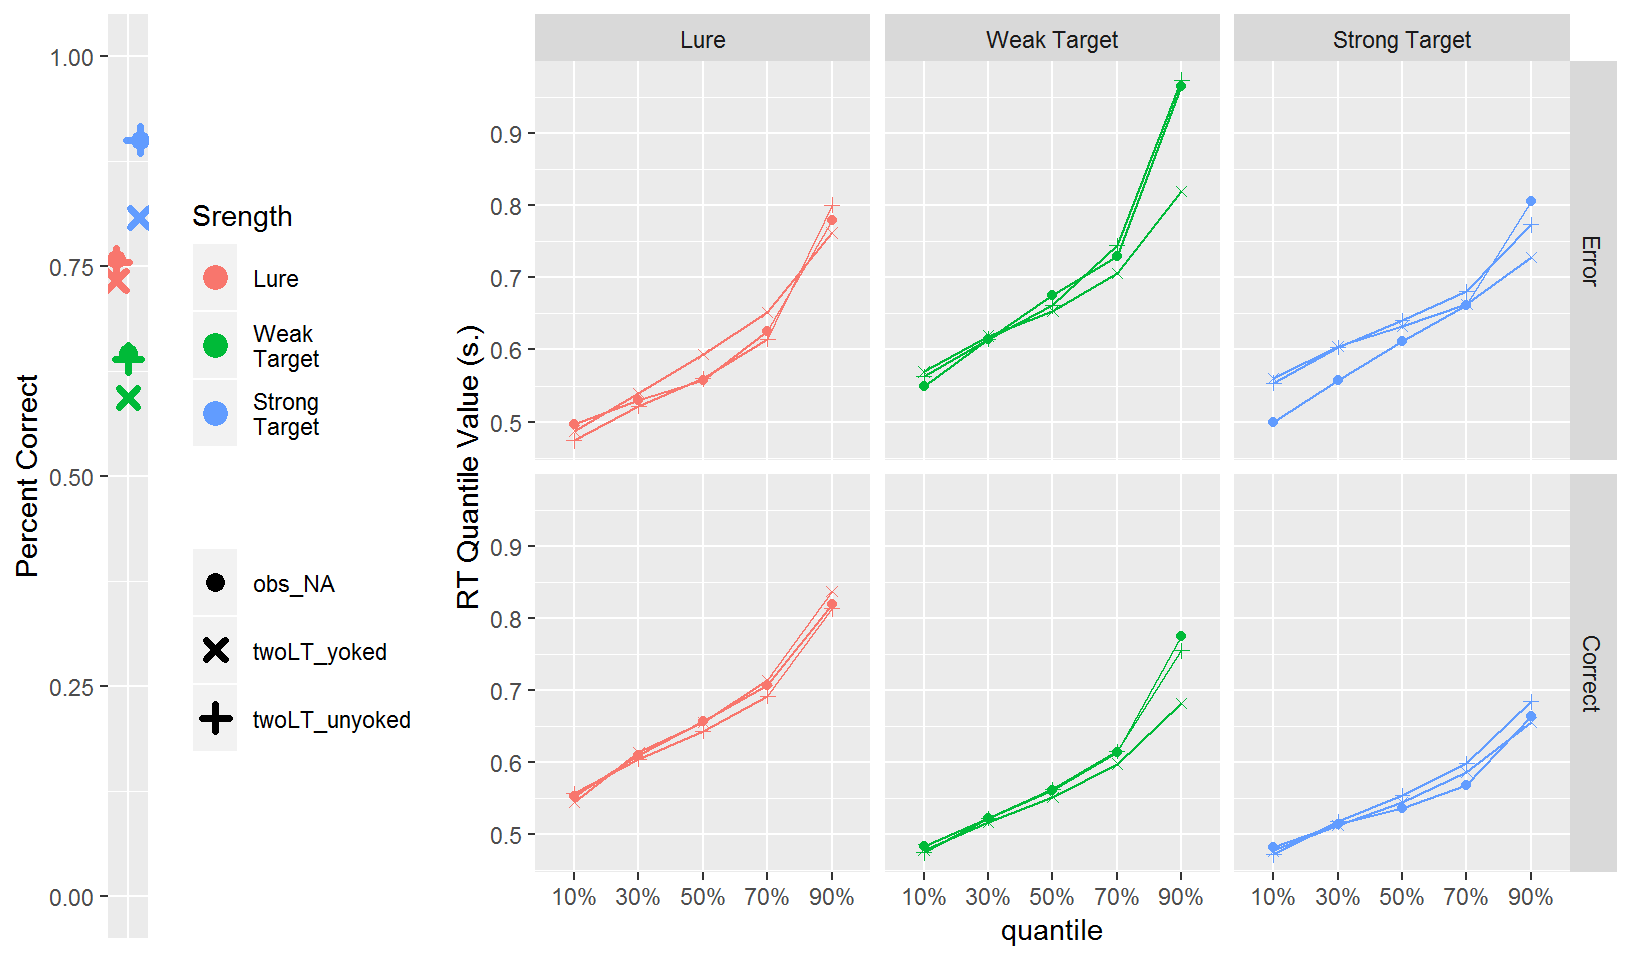 Percent Correct
1.00
0.75
0.50
0.25
0.00
Srength
Lure
Weak
Target
Strong
Target
obs_NA
twoLT_yoked
twoLT_unyoked
RT Quantile Value (s.)
Lure
Weak Target
Strong Target
0.9
0.8
0.7
0.6
0.5
Error
0.9
0.8
0.7
0.6
0.5
Correct
10% 30% 50% 70% 90%
10% 30% 50% 70% 90%
10% 30% 50% 70% 90%
quantile